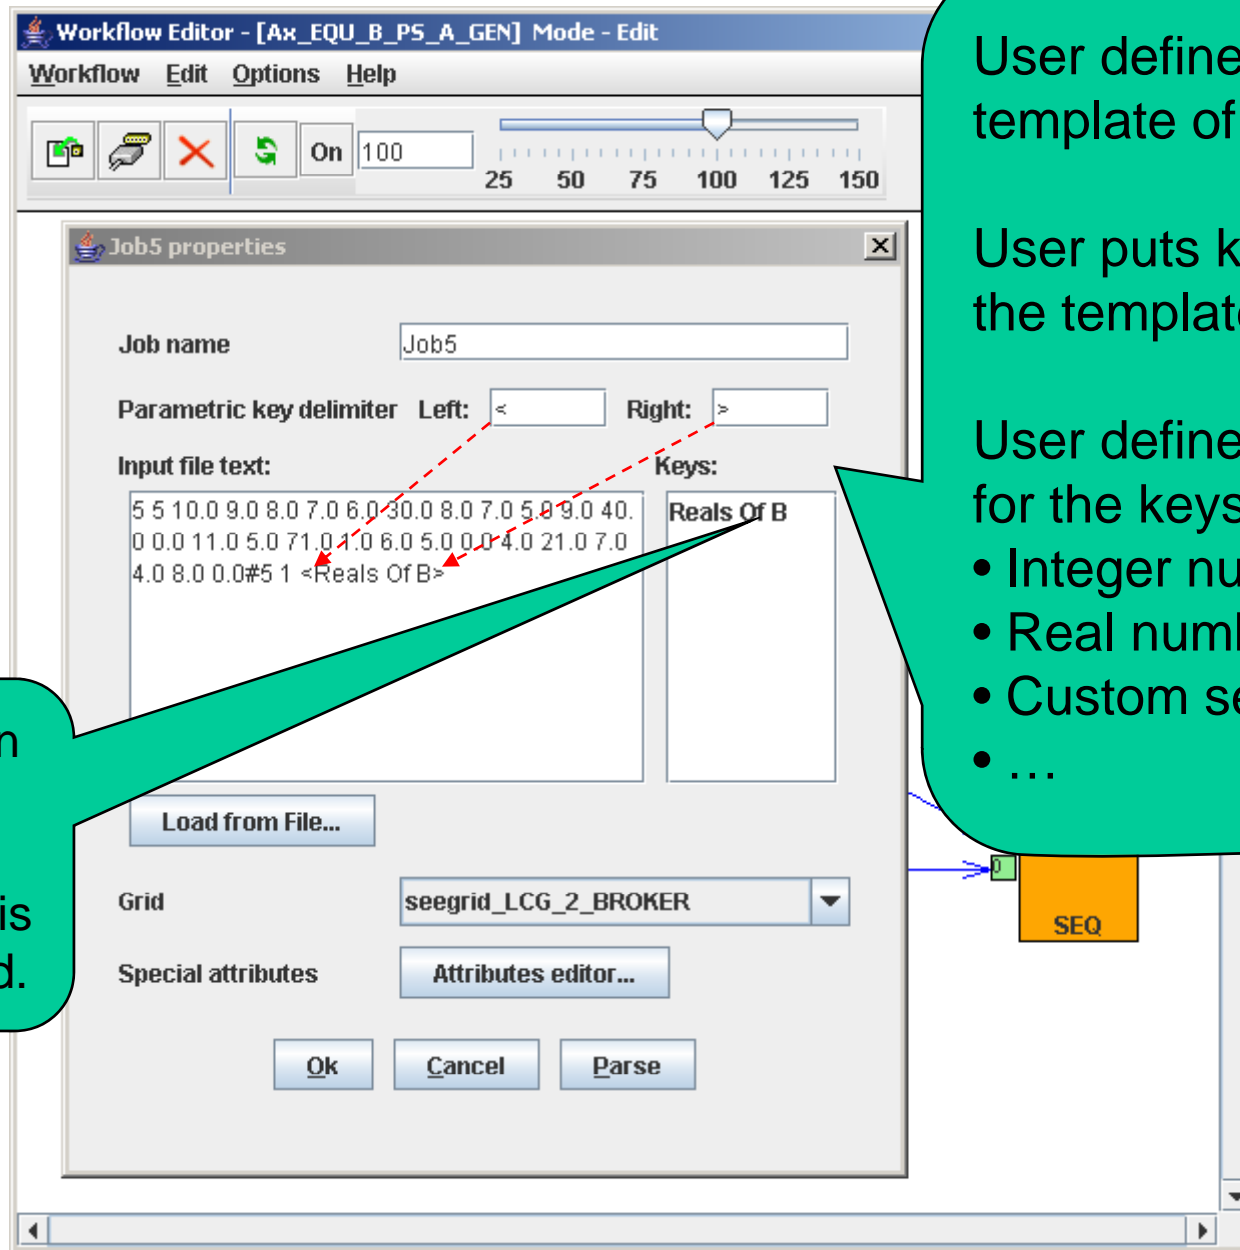 Workflow Editor - [Ax_EQU_B_PS_A_GEN] Mode - Edit
Workflow Edit Options Help
On 100
25 50 75 100 125 150
Job5 properties
Job name Job5
Parametric key delimiter Left: < Right: >
Input file text: Keys:
5 5 10.0 9.0 8.0 7.0 6.0 30.0 8.0 7.0 5.0 9.0 40.
0 0.0 11.0 5.0 71.0 1.0 6.0 5.0 0.0 4.0 21.0 7.0
4.0 8.0 0.0#5 1 <Reals Of B>
Reals Of B
Load from File...
Grid seegrid_LCG_2_BROKER
Special attributes Attributes editor...
Ok Cancel Parse
0
SEQ
User define
template of
User puts k
the templat
User define
for the keys
• Integer nu
• Real num
• Custom se
• …
is
d.